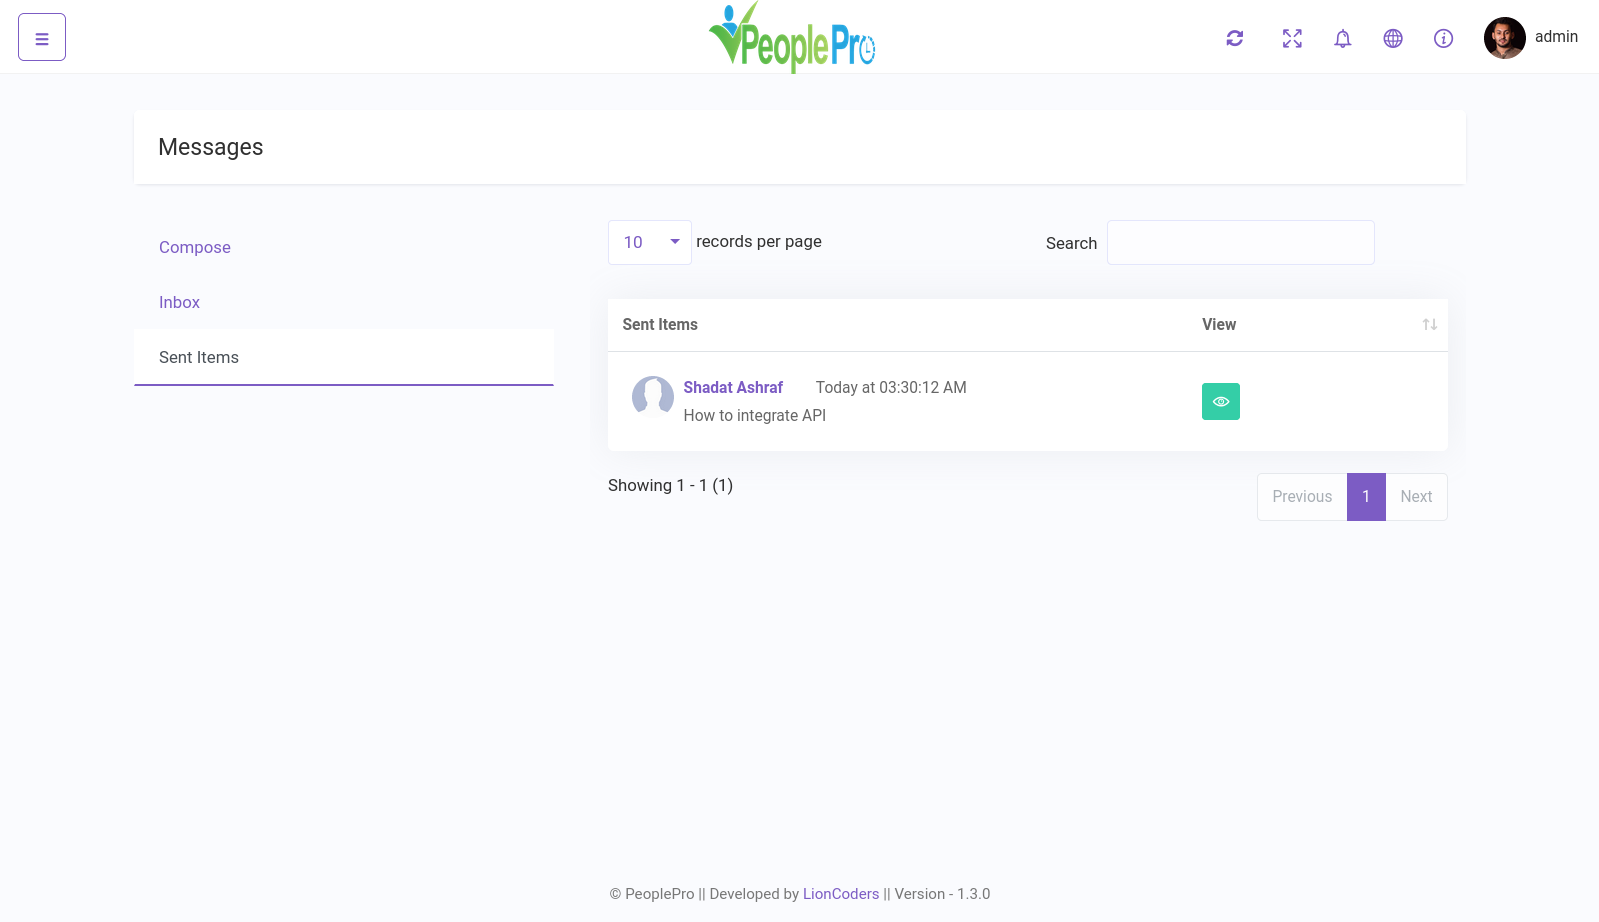 PeoplePro
admin
Messages
Compose
Inbox
Sent Items
10 records per page
Search
Sent Items View
Shadat Ashraf Today at 03:30:12 AM
How to integrate API
Showing 1 - 1 (1)
Previous 1 Next
© PeoplePro || Developed by LionCoders || Version - 1.3.0